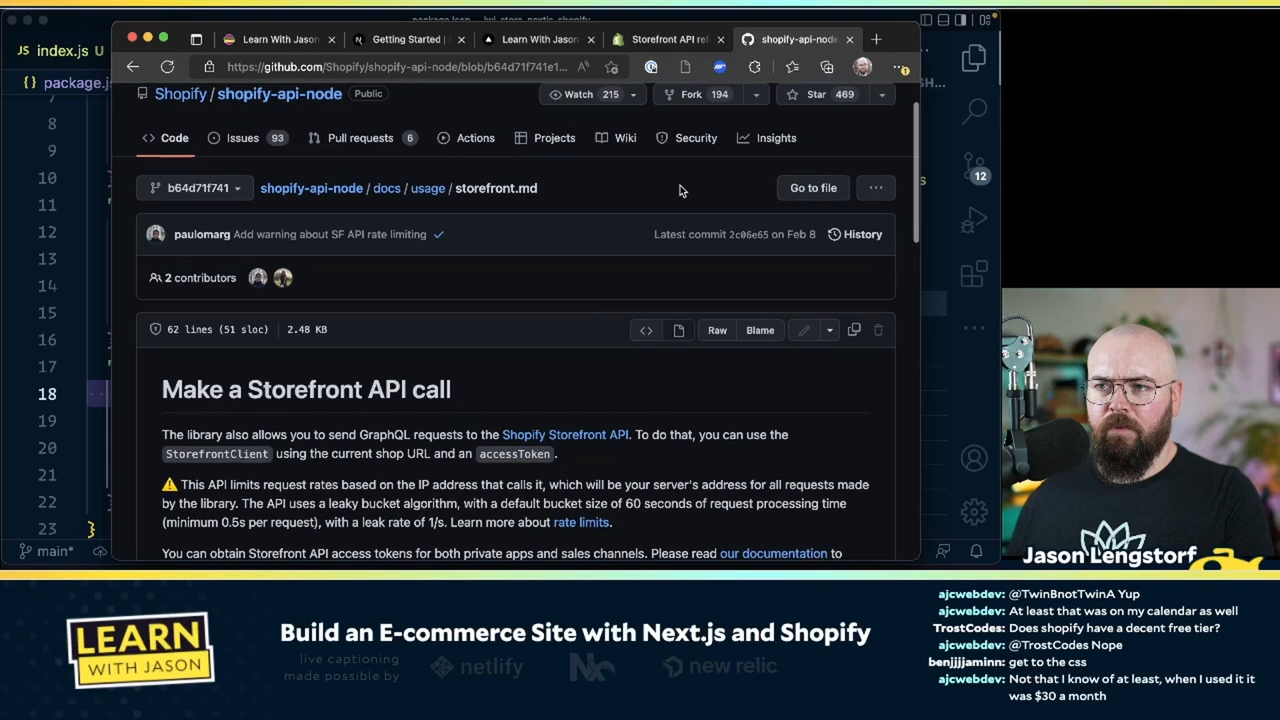 package.json — lwj_store_nextjs_shopify
JS index.js U
{} package.j
Learn With Jason
Getting Started |
Learn With Jason
Storefront API re
shopify-api-node
https://github.com/Shopify/shopify-api-node/blob/b64d71f741e1...
Shopify / shopify-api-node Public
Watch 215
Fork 194
Star 469
Code
Issues 93
Pull requests 6
Actions
Projects
Wiki
Security
Insights
b64d71f741
shopify-api-node / docs / usage / storefront.md
Go to file
...
paulomarg Add warning about SF API rate limiting
Latest commit 2c06e65 on Feb 8
History
2 contributors
62 lines (51 sloc) 2.48 KB
Raw
Blame
Make a Storefront API call
The library also allows you to send GraphQL requests to the Shopify Storefront API. To do that, you can use the
StorefrontClient using the current shop URL and an accessToken.
⚠️ This API limits request rates based on the IP address that calls it, which will be your server's address for all requests made
by the library. The API uses a leaky bucket algorithm, with a default bucket size of 60 seconds of request processing time
(minimum 0.5s per request), with a leak rate of 1/s. Learn more about rate limits.
You can obtain Storefront API access tokens for both private apps and sales channels. Please read our documentation to
8
9
10
11
12
13
14
15
16
17
18
19
20
21
22
23 }
main*
12
Jason Lengstorf
LEARN
WITH JASON
Build an E-commerce Site with Next.js and Shopify
live captioning
made possible by
netlify
Nx
new relic
ajcwebdev: @TwinBnotTwinA Yup
ajcwebdev: At least that was on my calendar as well
TrostCodes: Does shopify have a decent free tier?
ajcwebdev: @TrostCodes Nope
benjjjjaminn: get to the css
ajcwebdev: Not that I know of at least, when I used it it
was $30 a month